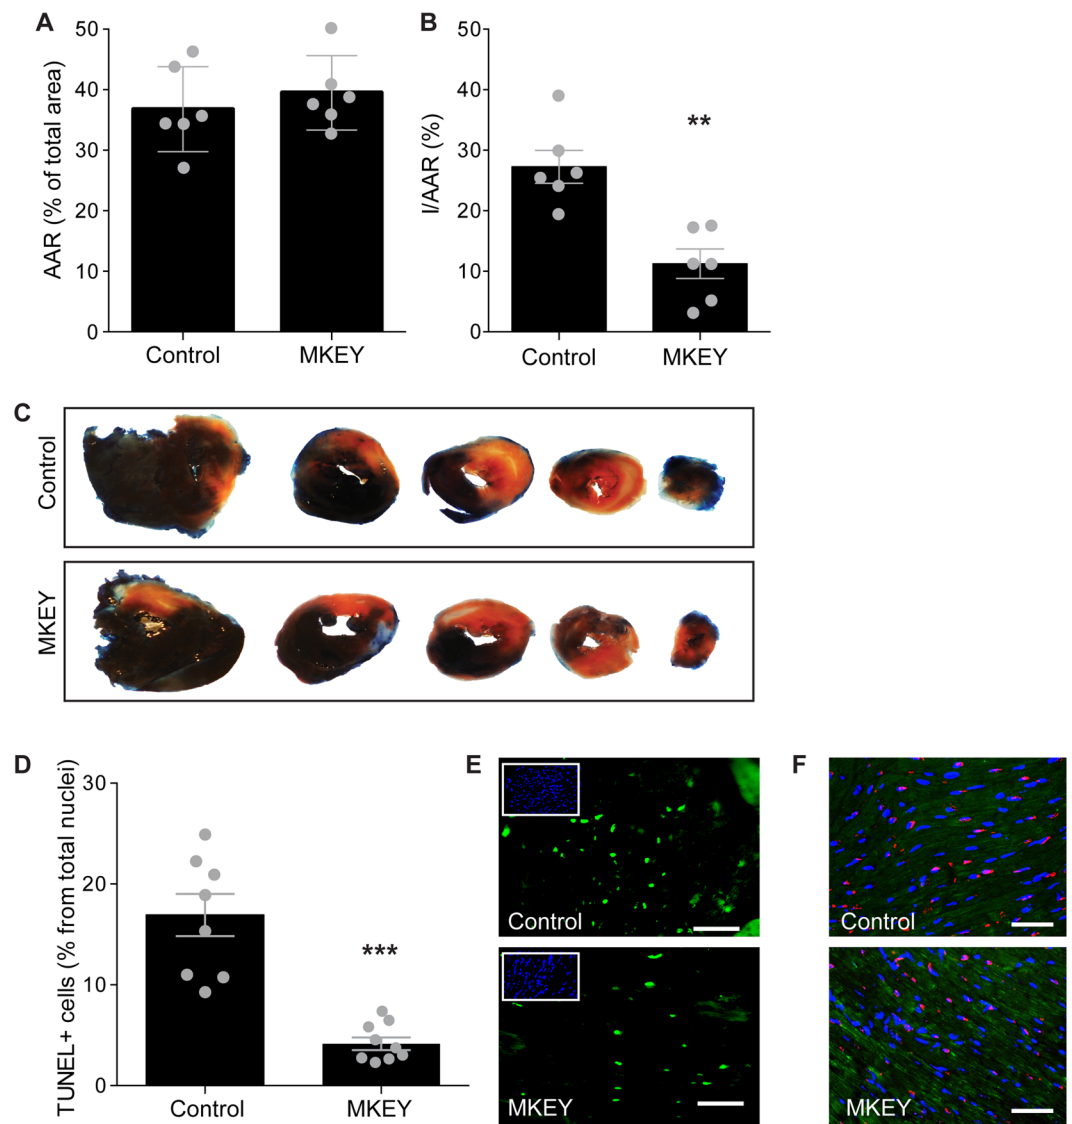 A
AAR (% of total area)
50
40
30
20
10
0
Control
MKEY
B
I/AAR (%)
50
40
30
20
10
0
**
Control
MKEY
C
Control
MKEY
D
TUNEL+ cells (% from total nuclei)
30
20
10
0
***
Control
MKEY
E
Control
MKEY
F
Control
MKEY